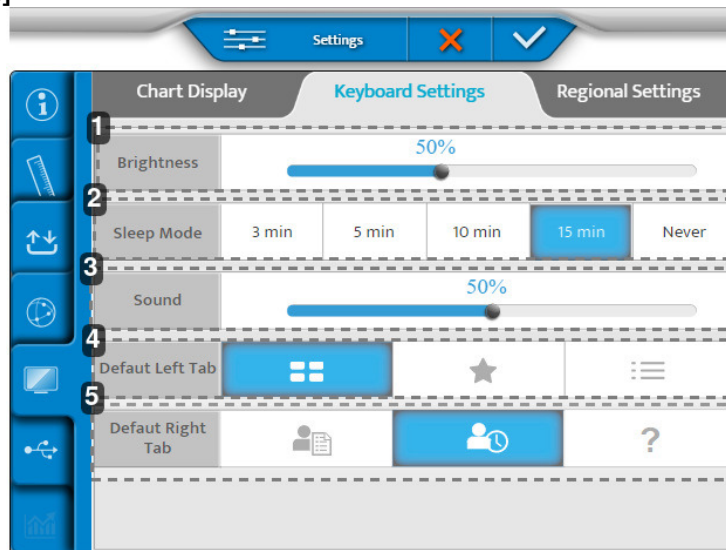 ]
Settings
Chart Display Keyboard Settings Regional Settings
1
Brightness 50%
2
Sleep Mode 3 min 5 min 10 min 15 min Never
3
Sound 50%
4
Defaut Left Tab
5
Defaut Right
Tab ?